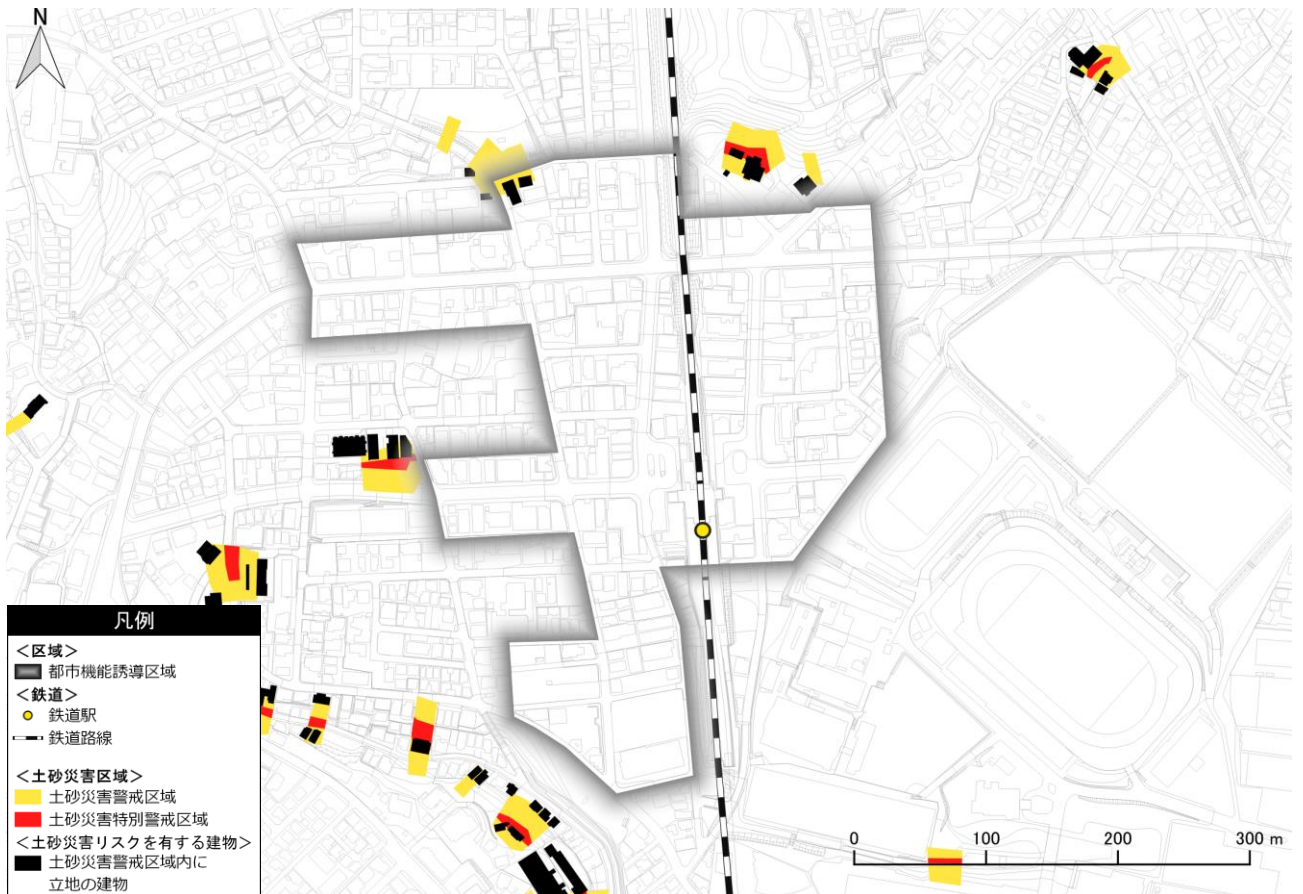 N
凡例
＜区域＞
都市機能誘導区域
＜鉄道＞
鉄道駅
鉄道路線
＜土砂災害区域＞
土砂災害警戒区域
土砂災害特別警戒区域
＜土砂災害リスクを有する建物＞
土砂災害警戒区域内に
立地の建物
0 100 200 300 m